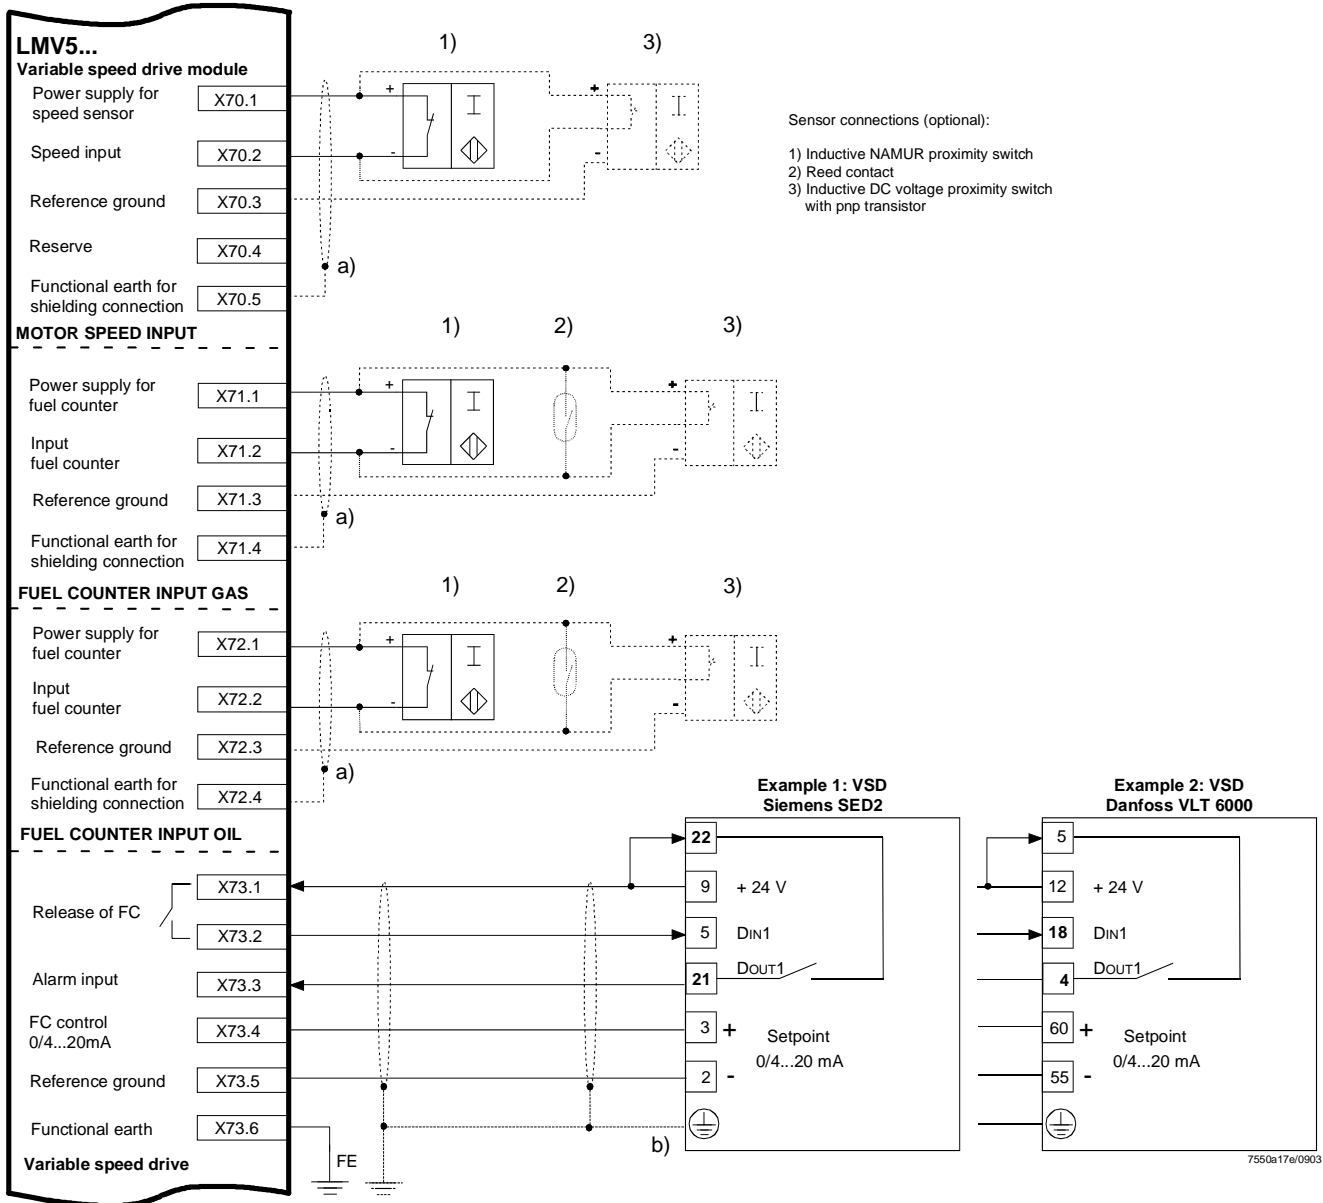 LMV5...
Variable speed drive module
1)
3)
Power supply for
speed sensor
X70.1
+
+
Speed input
X70.2
-
-
Reference ground
X70.3
Reserve
X70.4
a)
Functional earth for
shielding connection
X70.5
MOTOR SPEED INPUT
Sensor connections (optional):
1) Inductive NAMUR proximity switch
2) Reed contact
3) Inductive DC voltage proximity switch
with pnp transistor
1)
2)
3)
Power supply for
fuel counter
X71.1
+
+
Input
fuel counter
X71.2
-
-
Reference ground
X71.3
a)
Functional earth for
shielding connection
X71.4
FUEL COUNTER INPUT GAS
1)
2)
3)
Power supply for
fuel counter
X72.1
+
+
Input
fuel counter
X72.2
-
-
Reference ground
X72.3
a)
Functional earth for
shielding connection
X72.4
FUEL COUNTER INPUT OIL
Release of FC
X73.1
X73.2
Alarm input
X73.3
FC control
0/4...20mA
X73.4
Reference ground
X73.5
Functional earth
X73.6
Variable speed drive
FE
b)
Example 1: VSD
Siemens SED2
22
9 + 24 V
5 DIN1
21 DOUT1
3 + Setpoint
0/4...20 mA
2 -
Example 2: VSD
Danfoss VLT 6000
5
12 + 24 V
18 DIN1
4 DOUT1
60 + Setpoint
0/4...20 mA
55 -
7550a17e/0903